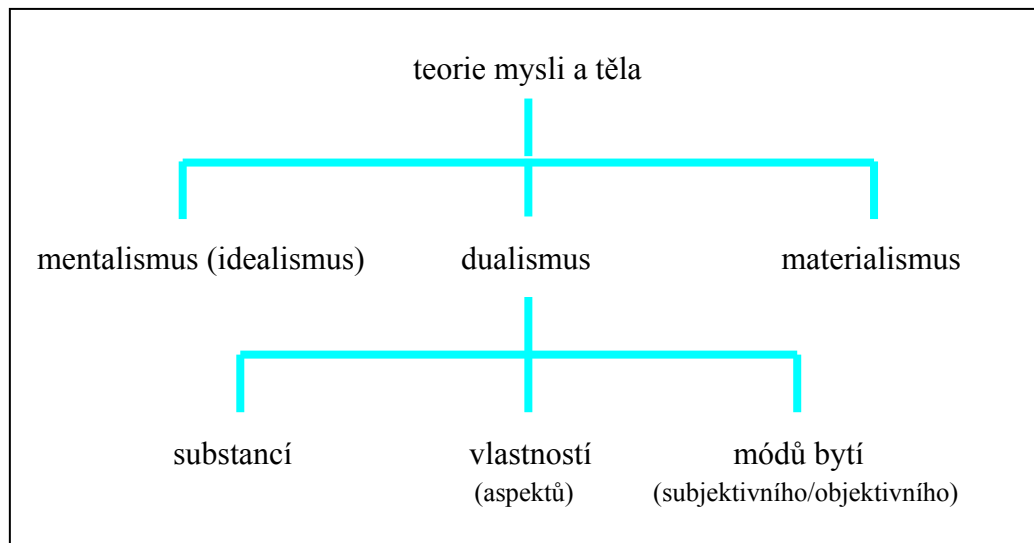 teorie mysli a těla
mentalismus (idealismus) dualismus materialismus
substancí vlastností módů bytí
(aspektů) (subjektivního/objektivního)